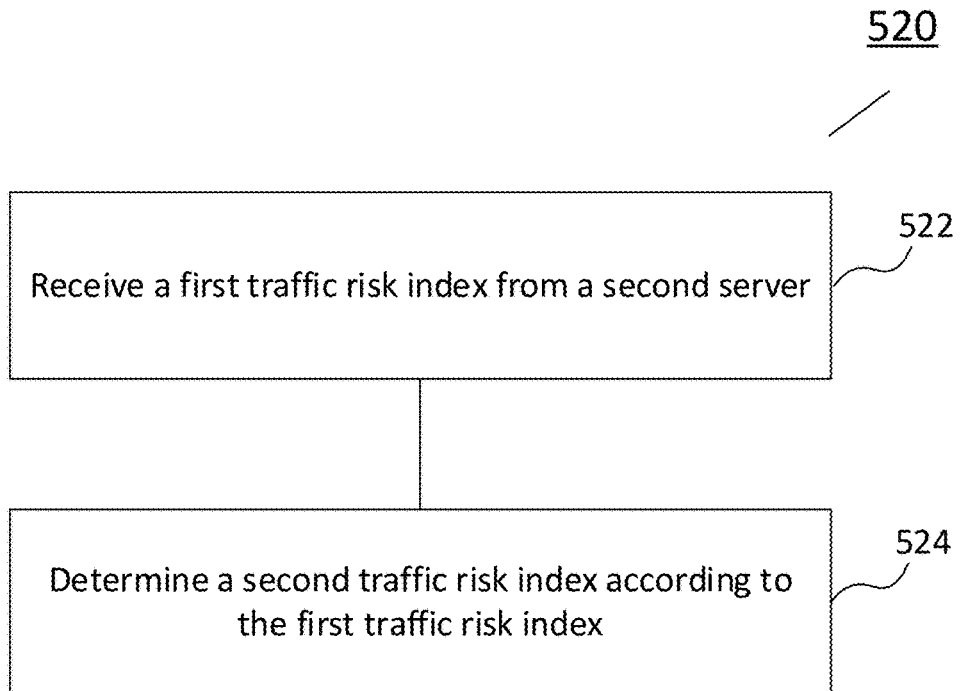 520
522
Receive a first traffic risk index from a second server
524
Determine a second traffic risk index according to
the first traffic risk index